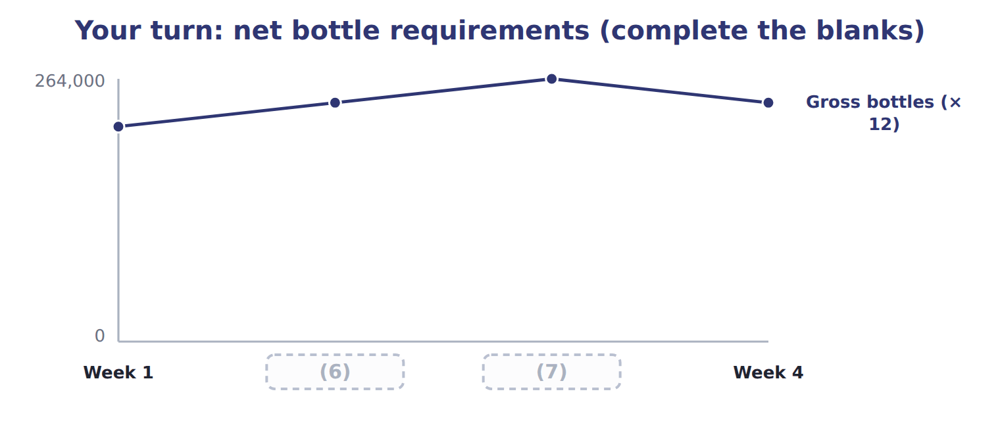 Your turn: net bottle requirements (complete the blanks)
264,000
Gross bottles (×
12)
0
Week 1
(6)
(7)
Week 4